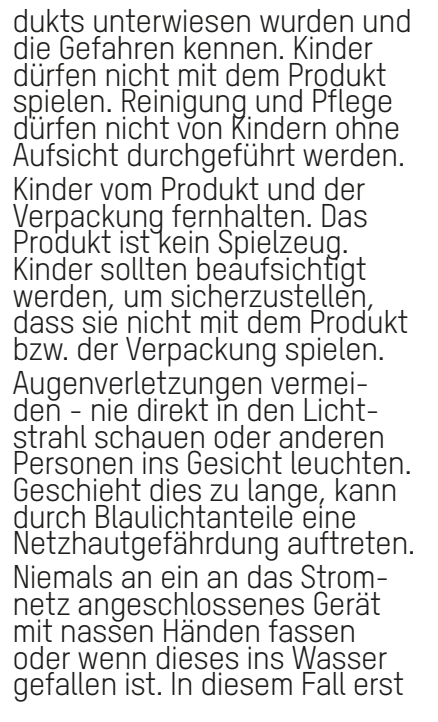 dukts unterwiesen wurden und
die Gefahren kennen. Kinder
dürfen nicht mit dem Produkt
spielen. Reinigung und Pflege
dürfen nicht von Kindern ohne
Aufsicht durchgeführt werden.
Kinder vom Produkt und der
Verpackung fernhalten. Das
Produkt ist kein Spielzeug.
Kinder sollten beaufsichtigt
werden, um sicherzustellen,
dass sie nicht mit dem Produkt
bzw. der Verpackung spielen.
Augenverletzungen vermei-
den - nie direkt in den Licht-
strahl schauen oder anderen
Personen ins Gesicht leuchten.
Geschieht dies zu lange, kann
durch Blaulichtanteile eine
Netzhautgefährdung auftreten.
Niemals an ein an das Strom-
netz angeschlossenes Gerät
mit nassen Händen fassen
oder wenn dieses ins Wasser
gefallen ist. In diesem Fall erst